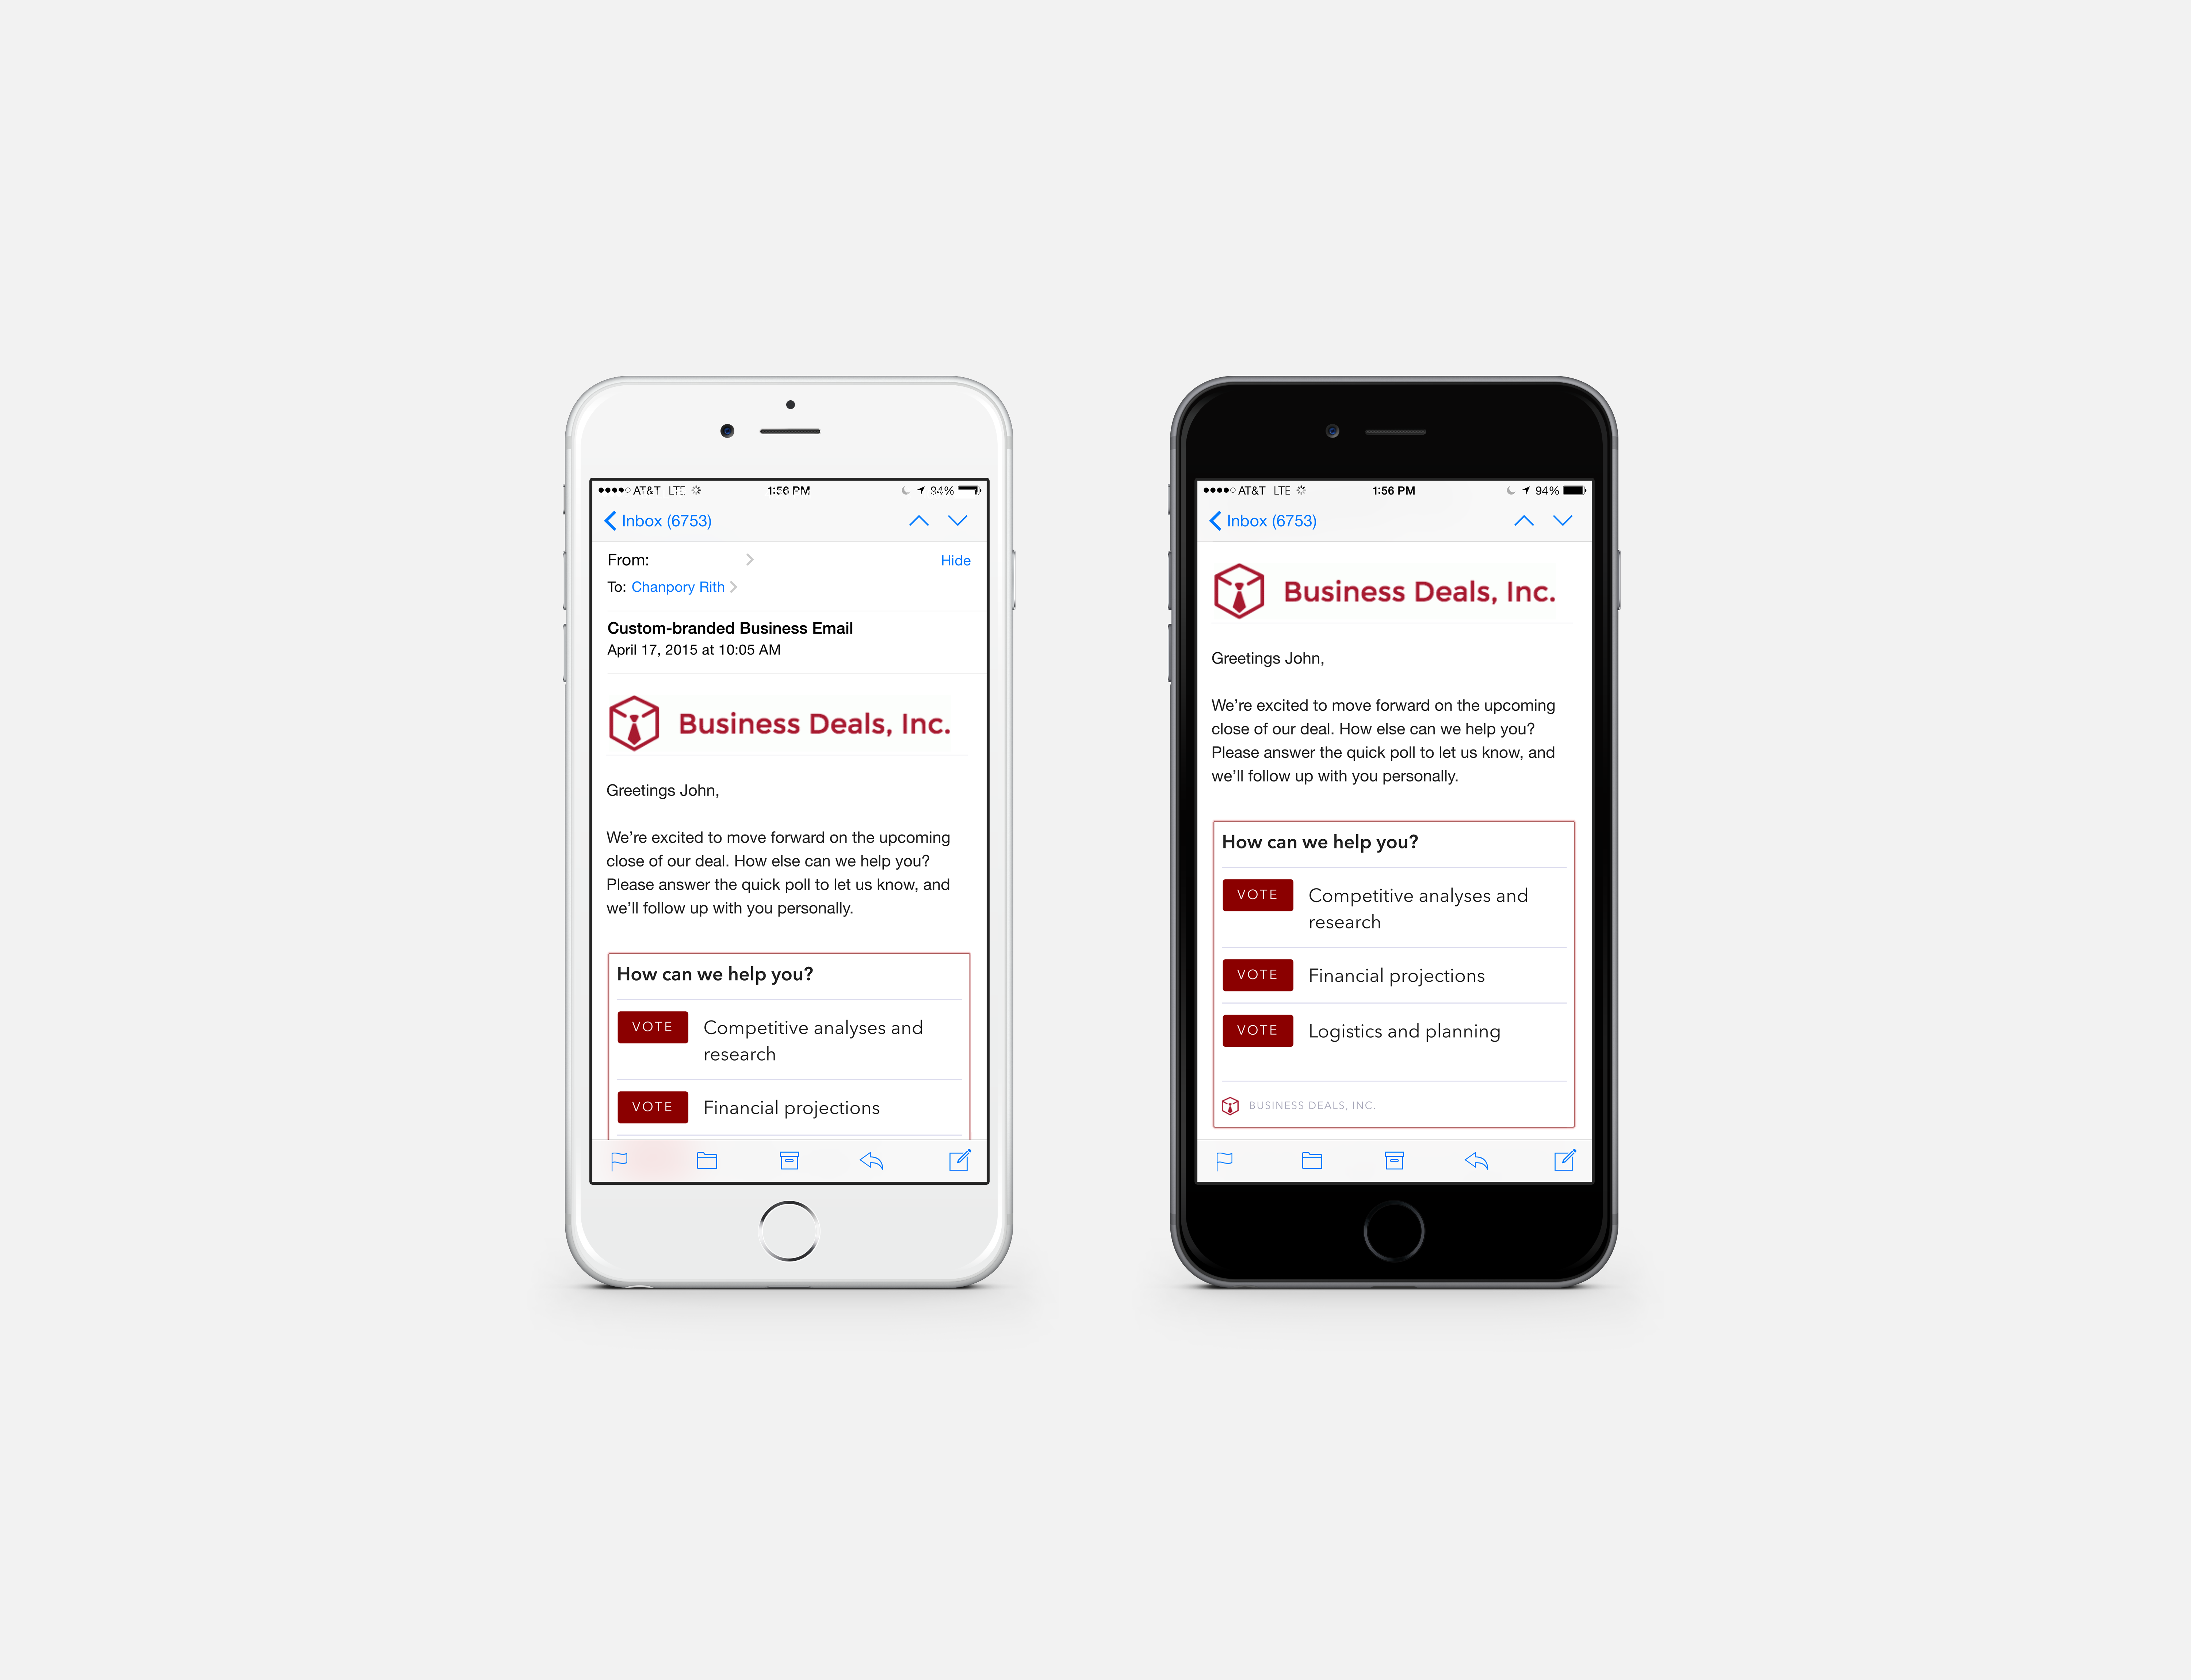 AT&T LTE 1:56 PM 94%
Inbox (6753)
From: Hide
To: Chanpory Rith
Custom-branded Business Email
April 17, 2015 at 10:05 AM
Business Deals, Inc.
Greetings John,
We’re excited to move forward on the upcoming
close of our deal. How else can we help you?
Please answer the quick poll to let us know, and
we’ll follow up with you personally.
How can we help you?
VOTE Competitive analyses and
research
VOTE Financial projections
AT&T LTE 1:56 PM 94%
Inbox (6753)
Business Deals, Inc.
Greetings John,
We’re excited to move forward on the upcoming
close of our deal. How else can we help you?
Please answer the quick poll to let us know, and
we’ll follow up with you personally.
How can we help you?
VOTE Competitive analyses and
research
VOTE Financial projections
VOTE Logistics and planning
BUSINESS DEALS, INC.